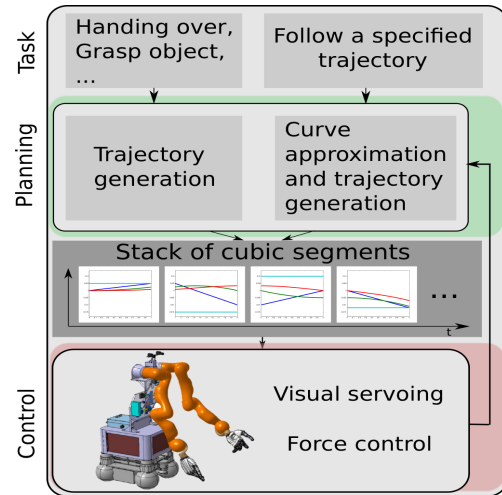 Task
Handing over,
Grasp object,
...
Follow a specified
trajectory
Planning
Trajectory
generation
Curve
approximation
and trajectory
generation
Stack of cubic segments
...
t
Control
Visual servoing
Force control